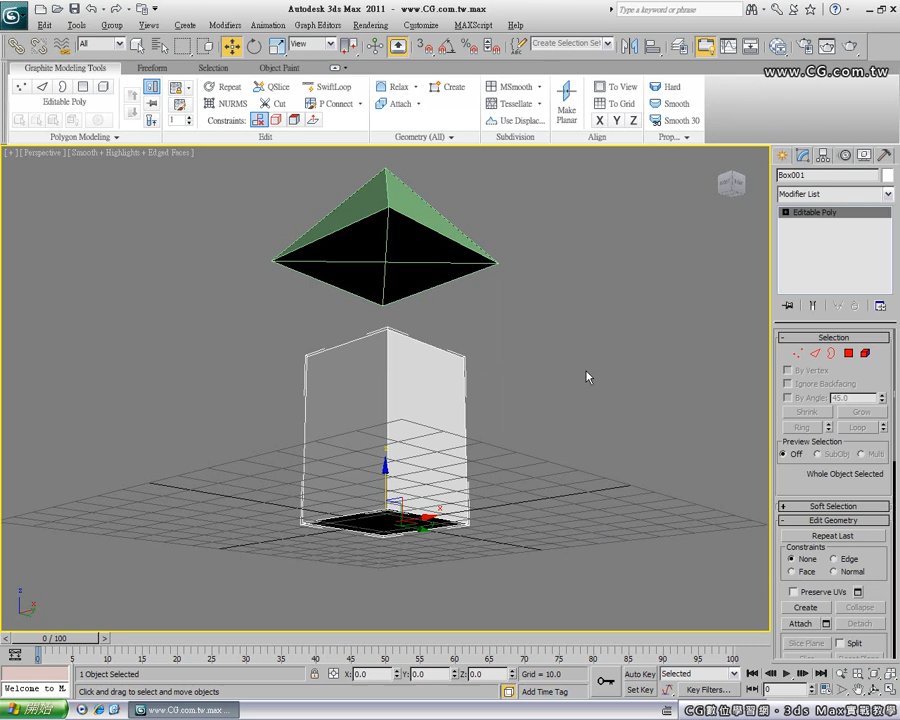 Autodesk 3ds Max 2011 - www.CG.com.tw.max
Type a keyword or phrase
Edit Tools Group Views Create Modifiers Animation Graph Editors Rendering Customize MAXScript Help
All View Create Selection Se
www.CG.com.tw
Graphite Modeling Tools Freeform Selection Object Paint
Editable Poly
Polygon Modeling
Repeat QSlice SwiftLoop
NURMS Cut P Connect
Constraints:
1
Edit
Relax Create
Attach
Geometry (All)
MSmooth
Tessellate
Use Displac...
Subdivision
Make Planar
To View
To Grid
X Y Z
Align
Hard
Smooth
Smooth 30
Prop...
[ + ] [ Perspective ] [ Smooth + Highlights + Edged Faces ]
Box001
Modifier List
Editable Poly
Selection
By Vertex
Ignore Backfacing
By Angle: 45.0
Shrink Grow
Ring Loop
Preview Selection
Off SubObj Multi
Whole Object Selected
Soft Selection
Edit Geometry
Repeat Last
Constraints
None Edge
Face Normal
Preserve UVs
Create Collapse
Attach Detach
Slice Plane Split
z
x
x
0 / 100
0 5 10 15 20 25 30 35 40 45 50 55 60 65 70 75 80 85 90 95 100
1 Object Selected X: 0.0 Y: 0.0 Z: 0.0 Grid = 10.0 Auto Key Selected
Welcome to M Click and drag to select and move objects Add Time Tag Set Key Key Filters... 0
開始 www.CG.com.tw.max ... CG數位學習網・3ds Max實戰教學